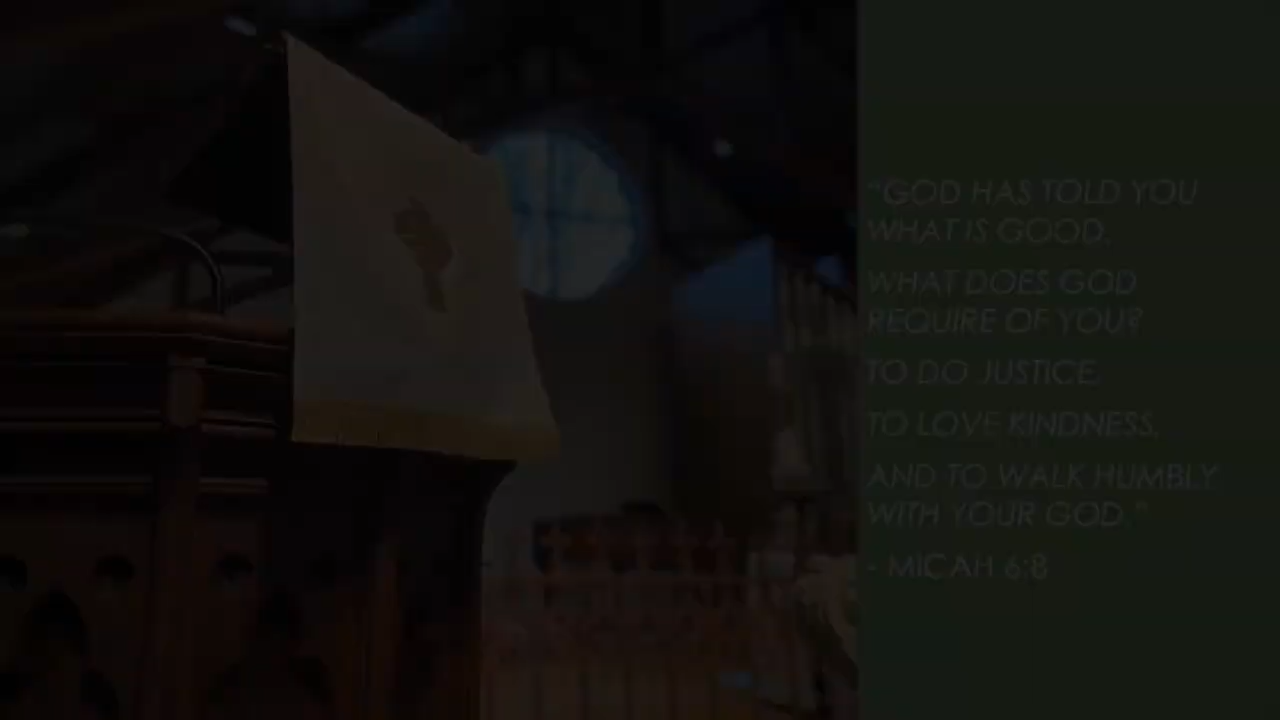 "GOD HAS TOLD YOU
WHAT IS GOOD.
WHAT DOES GOD
REQUIRE OF YOU?
TO DO JUSTICE,
TO LOVE KINDNESS,
AND TO WALK HUMBLY
WITH YOUR GOD."
- MICAH 6:8